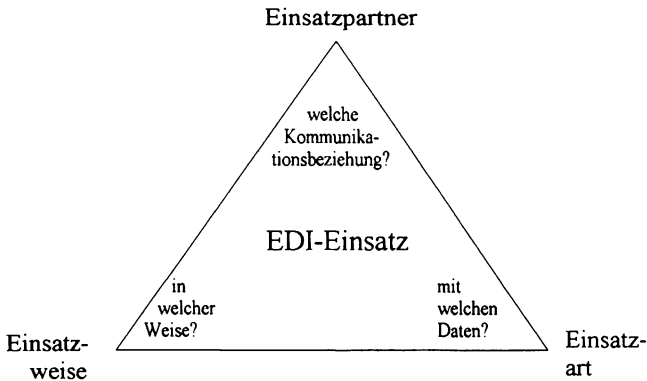 Einsatzpartner
welche
Kommunika-
tionsbeziehung?
EDI-Einsatz
in
welcher
Weise?
mit
welchen
Daten?
Einsatz-
weise
Einsatz-
art